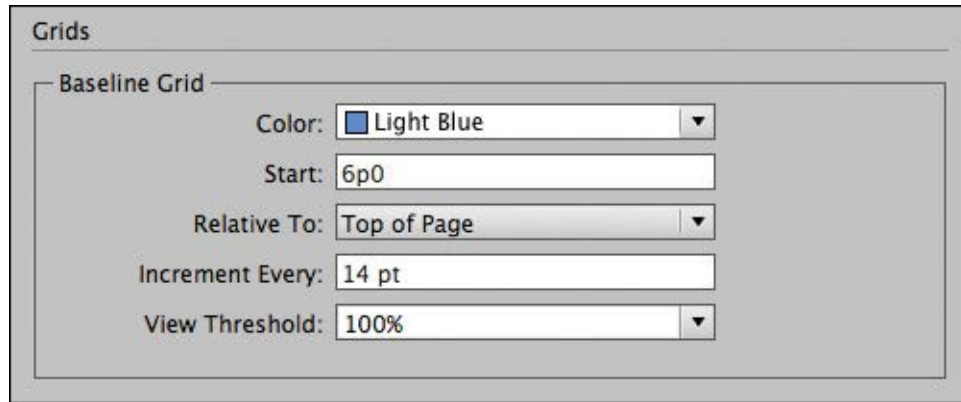 Grids
Baseline Grid
Color: Light Blue
Start: 6p0
Relative To: Top of Page
Increment Every: 14 pt
View Threshold: 100%